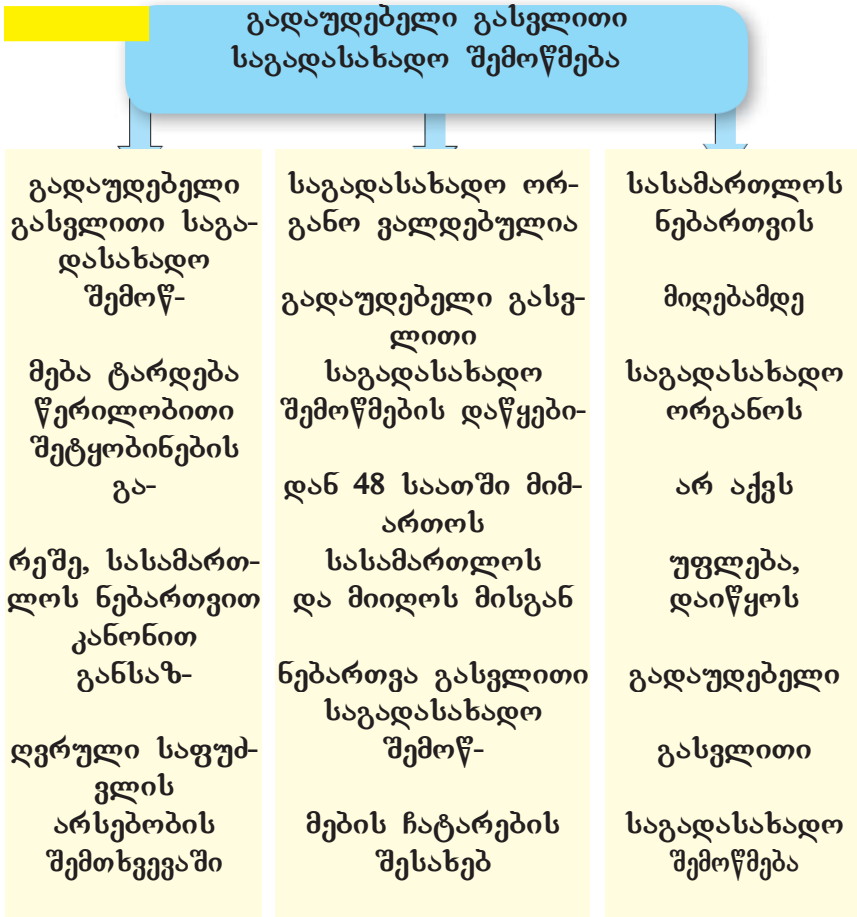 გადაუდებელი გასვლითი
საგადასახადო შემოწმება
გადაუდებელი
გასვლითი საგა-
დასახადო
შემოწ-
მება ტარდება
წერილობითი
შეტყობინების
გა-
რეშე, სასამართ-
ლოს ნებართვით
კანონით
განსაზ-
ღვრული საფუძ-
ვლის
არსებობის
შემთხვევაში
საგადასახადო ორ-
განო ვალდებულია
გადაუდებელი გასვ-
ლითი
საგადასახადო
შემოწმების დაწყები-
დან 48 საათში მიმ-
ართოს
სასამართლოს
და მიიღოს მისგან
ნებართვა გასვლითი
საგადასახადო
შემოწ-
მების ჩატარების
შესახებ
სასამართლოს
ნებართვის
მიღებამდე
საგადასახადო
ორგანოს
არ აქვს
უფლება,
დაიწყოს
გადაუდებელი
გასვლითი
საგადასახადო
შემოწმება